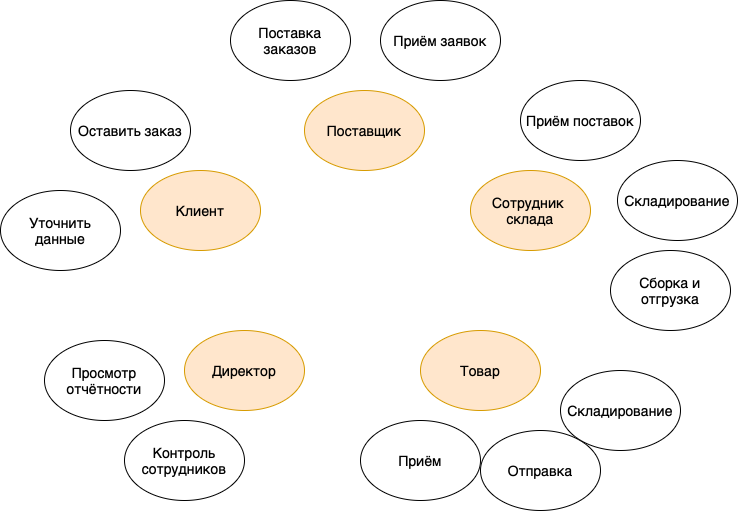 Поставка
заказов
Приём заявок
Оставить заказ
Поставщик
Приём поставок
Клиент
Сотрудник
склада
Складирование
Уточнить
данные
Сборка и
отгрузка
Просмотр
отчётности
Директор
Товар
Складирование
Контроль
сотрудников
Приём
Отправка